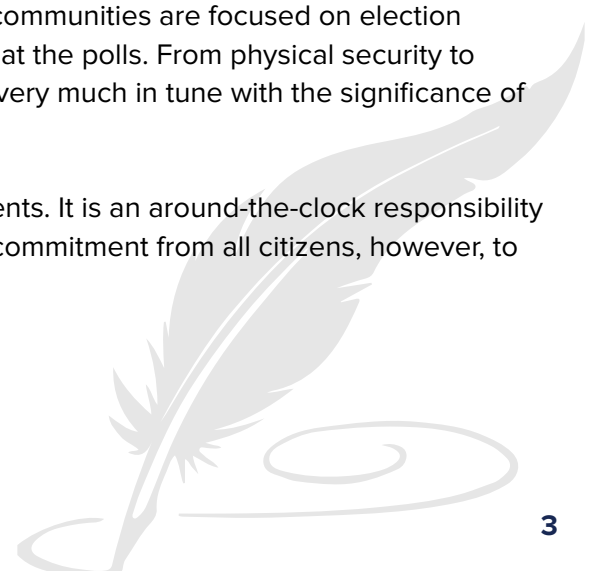 communities are focused on election
at the polls. From physical security to
very much in tune with the significance of
ents. It is an around-the-clock responsibility
commitment from all citizens, however, to
3